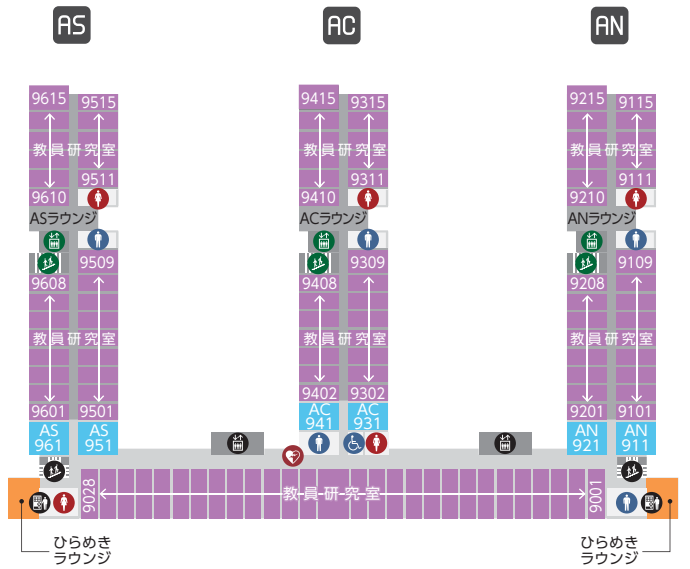 AS
AC
AN
9615
9515
9415
9315
9215
9115
教員研究室
教員研究室
教員研究室
9511
9311
9111
9610
9410
9210
ASラウンジ
ACラウンジ
ANラウンジ
9509
9309
9109
9608
9408
9208
教員研究室
教員研究室
教員研究室
9402
9302
9601
9501
9201
9101
AC
941
AC
931
AS
961
AS
951
AN
921
AN
911
9028
教員研究室
9001
ひらめき
ラウンジ
ひらめき
ラウンジ